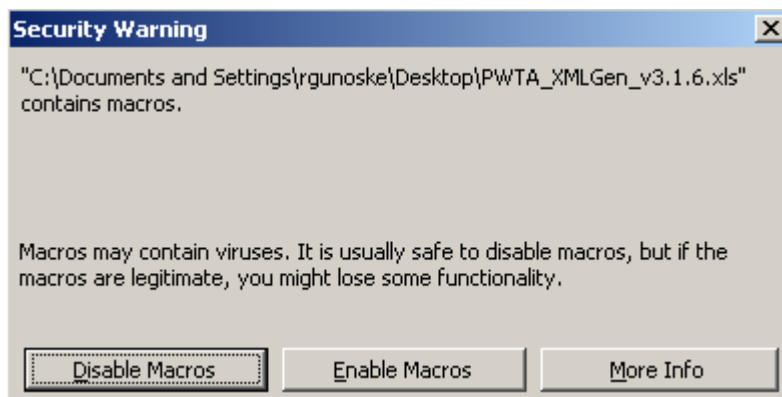 Security Warning
"C:\Documents and Settings\rgunoske\Desktop\PWTA_XMLGen_v3.1.6.xls"
contains macros.
Macros may contain viruses. It is usually safe to disable macros, but if the
macros are legitimate, you might lose some functionality.
Disable Macros Enable Macros More Info